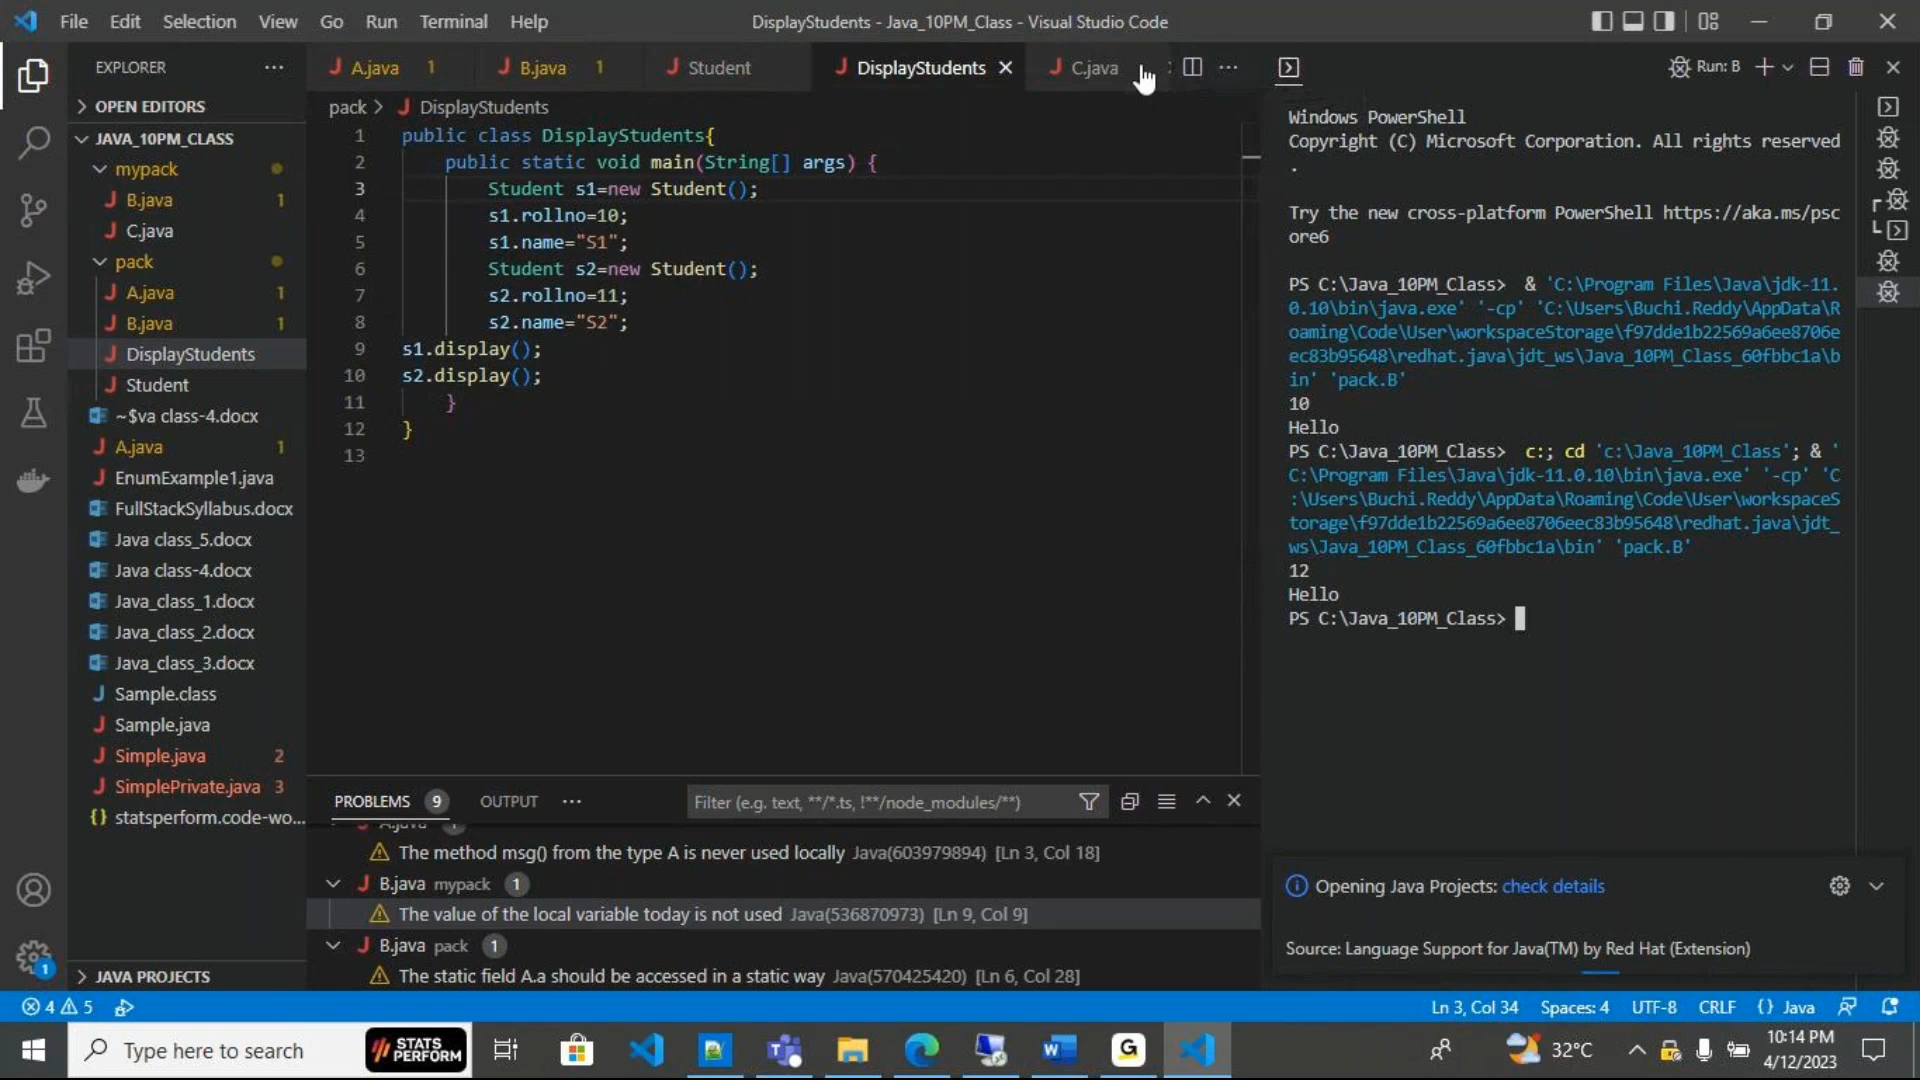 File Edit Selection View Go Run Terminal Help
DisplayStudents - Java_10PM_Class - Visual Studio Code
EXPLORER
OPEN EDITORS
JAVA_10PM_CLASS
mypack
B.java 1
C.java
pack
A.java 1
B.java 1
DisplayStudents
Student
~$va class-4.docx
A.java 1
EnumExample1.java
FullStackSyllabus.docx
Java class_5.docx
Java class-4.docx
Java_class_1.docx
Java_class_2.docx
Java_class_3.docx
Sample.class
Sample.java
Simple.java 2
SimplePrivate.java 3
statsperform.code-wo...
JAVA PROJECTS
A.java 1 B.java 1 Student DisplayStudents C.java
pack > DisplayStudents
1 public class DisplayStudents{
2 public static void main(String[] args) {
3 Student s1=new Student();
4 s1.rollno=10;
5 s1.name="S1";
6 Student s2=new Student();
7 s2.rollno=11;
8 s2.name="S2";
9 s1.display();
10 s2.display();
11 }
12 }
13
PROBLEMS 9 OUTPUT
Filter (e.g. text, **/*.ts, !**/node_modules/**)
A.java 1
The method msg() from the type A is never used locally Java(603979894) [Ln 3, Col 18]
B.java mypack 1
The value of the local variable today is not used Java(536870973) [Ln 9, Col 9]
B.java pack 1
The static field A.a should be accessed in a static way Java(570425420) [Ln 6, Col 28]
Run: B
Windows PowerShell
Copyright (C) Microsoft Corporation. All rights reserved
.
Try the new cross-platform PowerShell https://aka.ms/psc
ore6
PS C:\Java_10PM_Class> & 'C:\Program Files\Java\jdk-11.
0.10\bin\java.exe' '-cp' 'C:\Users\Buchi.Reddy\AppData\R
oaming\Code\User\workspaceStorage\f97dde1b22569a6ee8706e
ec83b95648\redhat.java\jdt_ws\Java_10PM_Class_60fbbc1a\b
in' 'pack.B'
10
Hello
PS C:\Java_10PM_Class> c:; cd 'c:\Java_10PM_Class'; & '
C:\Program Files\Java\jdk-11.0.10\bin\java.exe' '-cp' 'C
:\Users\Buchi.Reddy\AppData\Roaming\Code\User\workspaceS
torage\f97dde1b22569a6ee8706eec83b95648\redhat.java\jdt_
ws\Java_10PM_Class_60fbbc1a\bin' 'pack.B'
12
Hello
PS C:\Java_10PM_Class>
Opening Java Projects: check details
Source: Language Support for Java(TM) by Red Hat (Extension)
1
4 5
Ln 3, Col 34 Spaces: 4 UTF-8 CRLF {} Java
Type here to search
STATS
PERFORM
32°C
10:14 PM
4/12/2023